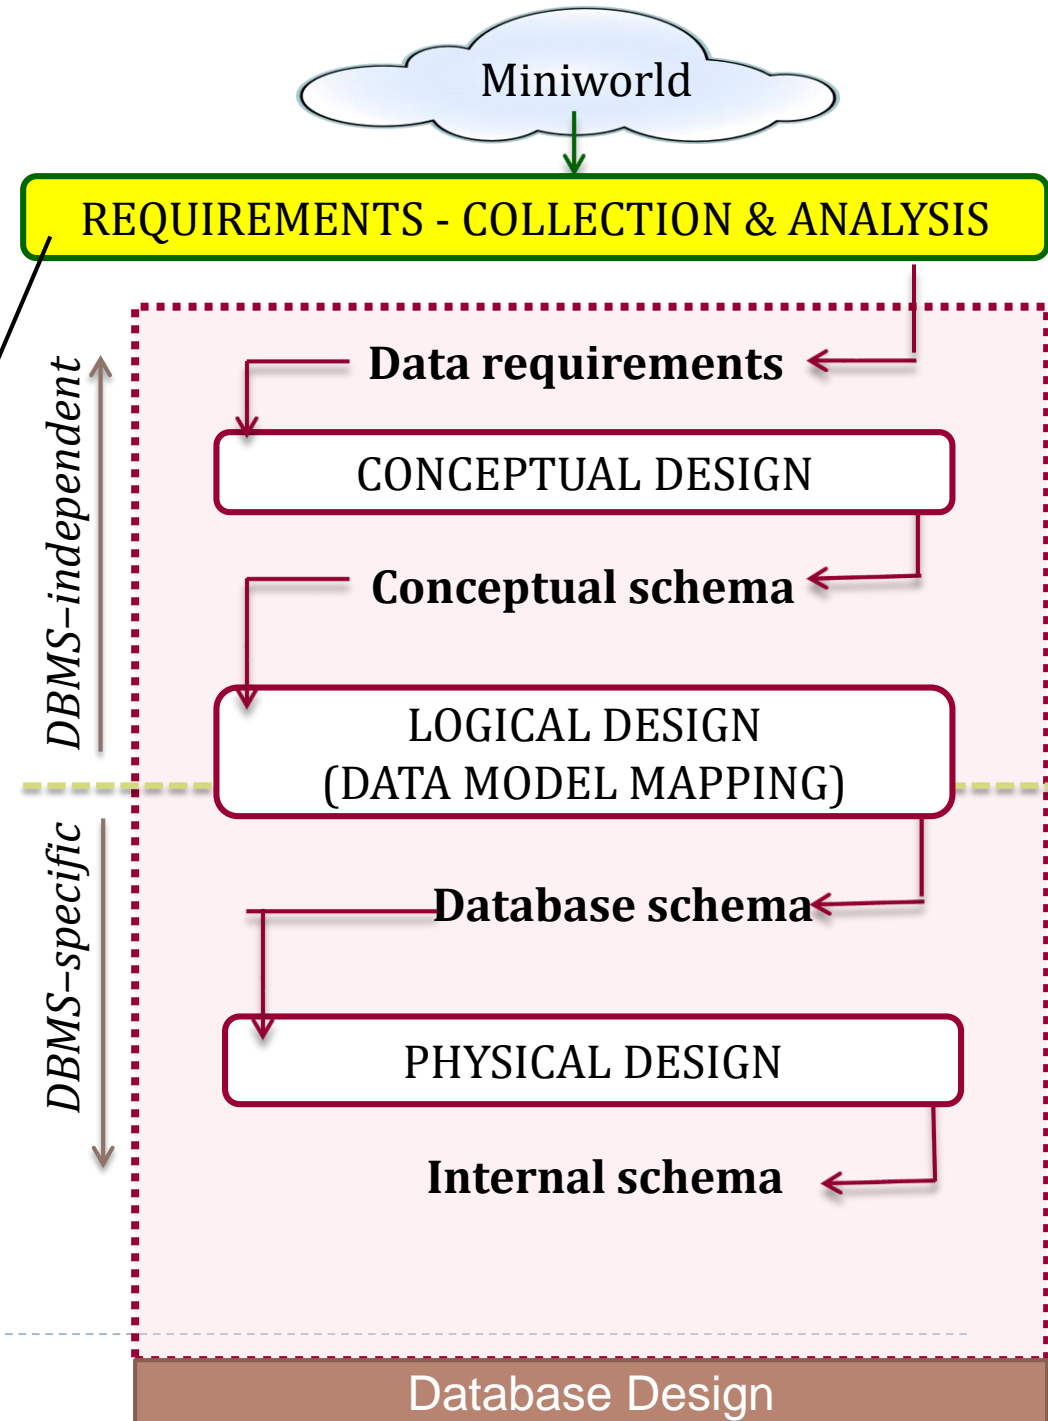 Miniworld
REQUIREMENTS - COLLECTION & ANALYSIS
Data requirements
CONCEPTUAL DESIGN
Conceptual schema
DBMS–independent
LOGICAL DESIGN
(DATA MODEL MAPPING)
Database schema
DBMS–specific
PHYSICAL DESIGN
Internal schema
Database Design